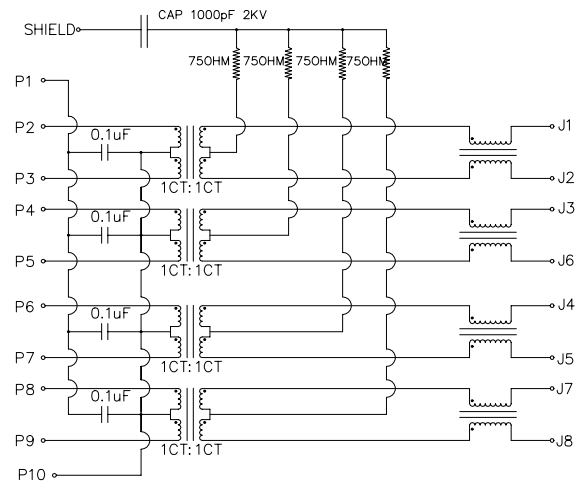 CAP 1000pF 2KV
SHIELD
75OHM 75OHM 75OHM 75OHM
P1
P2 J1
0.1uF
P3 J2
1CT:1CT
P4 J3
0.1uF
P5 J6
1CT:1CT
P6 J4
0.1uF
P7 J5
1CT:1CT
P8 J7
0.1uF
P9 J8
1CT:1CT
P10